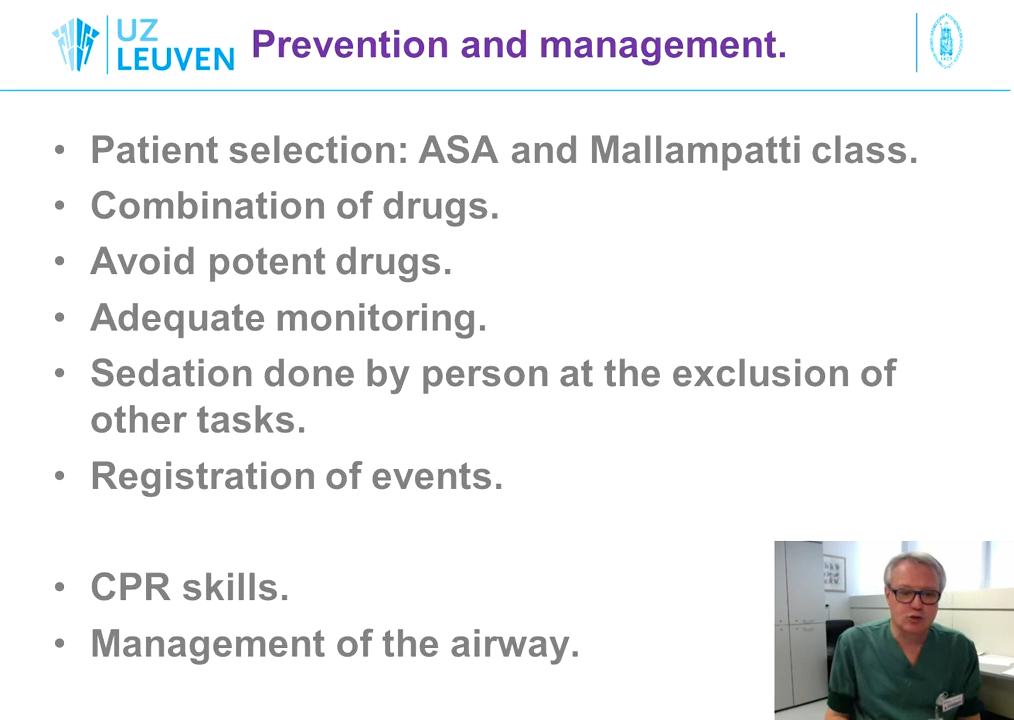 UZ
LEUVEN
Prevention and management.
• Patient selection: ASA and Mallampatti class.
• Combination of drugs.
• Avoid potent drugs.
• Adequate monitoring.
• Sedation done by person at the exclusion of
other tasks.
• Registration of events.
• CPR skills.
• Management of the airway.